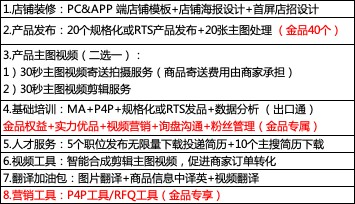 1.店铺装修：PC&APP 端店铺模板+店铺海报设计+首屏店招设计
2.产品发布：20个规格化或RTS产品发布+20张主图处理（金品40个）
3.产品主图视频（二选一）：
1）30秒主图视频寄送拍摄服务（商品寄送费用由商家承担）
2）30秒主图视频剪辑服务
4.基础培训：MA+P4P+规格化或RTS发品+数据分析 （出口通）
金品权益+实力优品+视频营销+询盘沟通+粉丝管理（金品专属）
5.人才服务：5个职位发布无限量下载投递简历+10个主搜简历下载
6.视频工具：智能合成剪辑主图视频，促进商家订单转化
7.翻译加油包：图片翻译+商品信息中译英+视频翻译
8.营销工具：P4P工具/RFQ工具（金品专享）